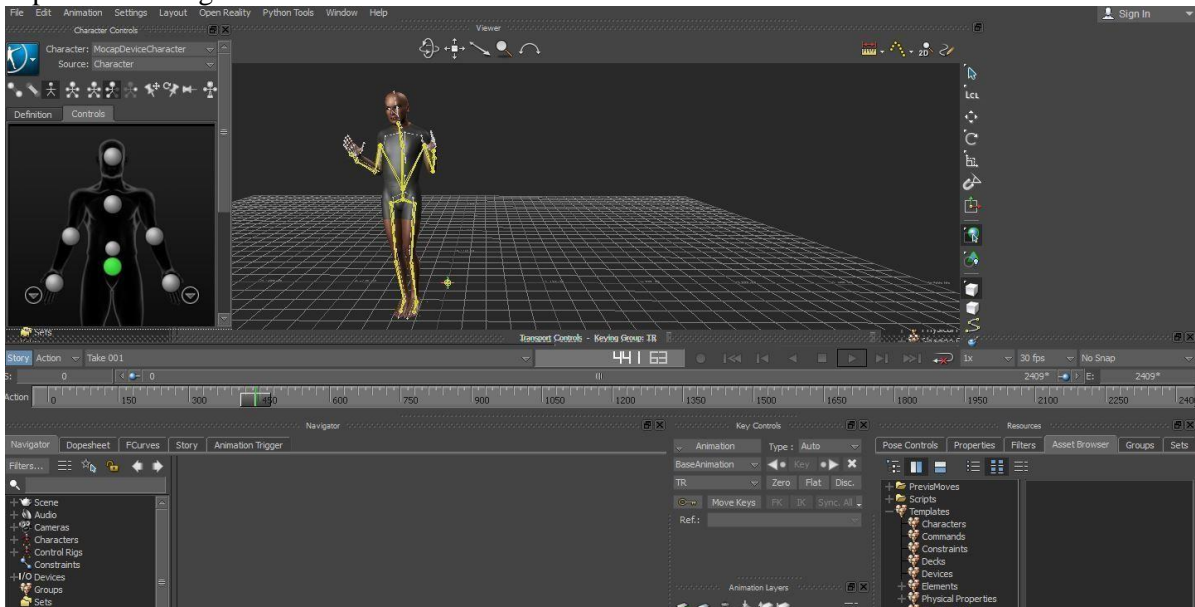 File Edit Animation Settings Layout Open Reality Python Tools Window Help
Sign In
Character Controls
Viewer
Character: MocapDeviceCharacter
Source: Character
2D
LCL
Definition Controls
Sets
Transport Controls - Keying Group: TR
Story Action Take 001
441 63
1x 30 fps No Snap
S: 0 0
2409* E: 2409*
Action 0 150 300 450 600 750 900 1050 1200 1350 1500 1650 1800 1950 2100 2250 240
Navigator
Key Controls
Resources
Navigator Dopesheet FCurves Story Animation Trigger
Animation Type: Auto
Pose Controls Properties Filters Asset Browser Groups Sets
Filters...
BaseAnimation Key
TR Zero Flat Disc.
Move Keys FK IK Sync. All
Ref.:
Scene
Audio
Cameras
Characters
Control Rigs
Constraints
I/O Devices
Groups
Sets
PrevisMoves
Scripts
Templates
Characters
Commands
Constraints
Decks
Devices
Elements
Physical Properties
Animation Layers